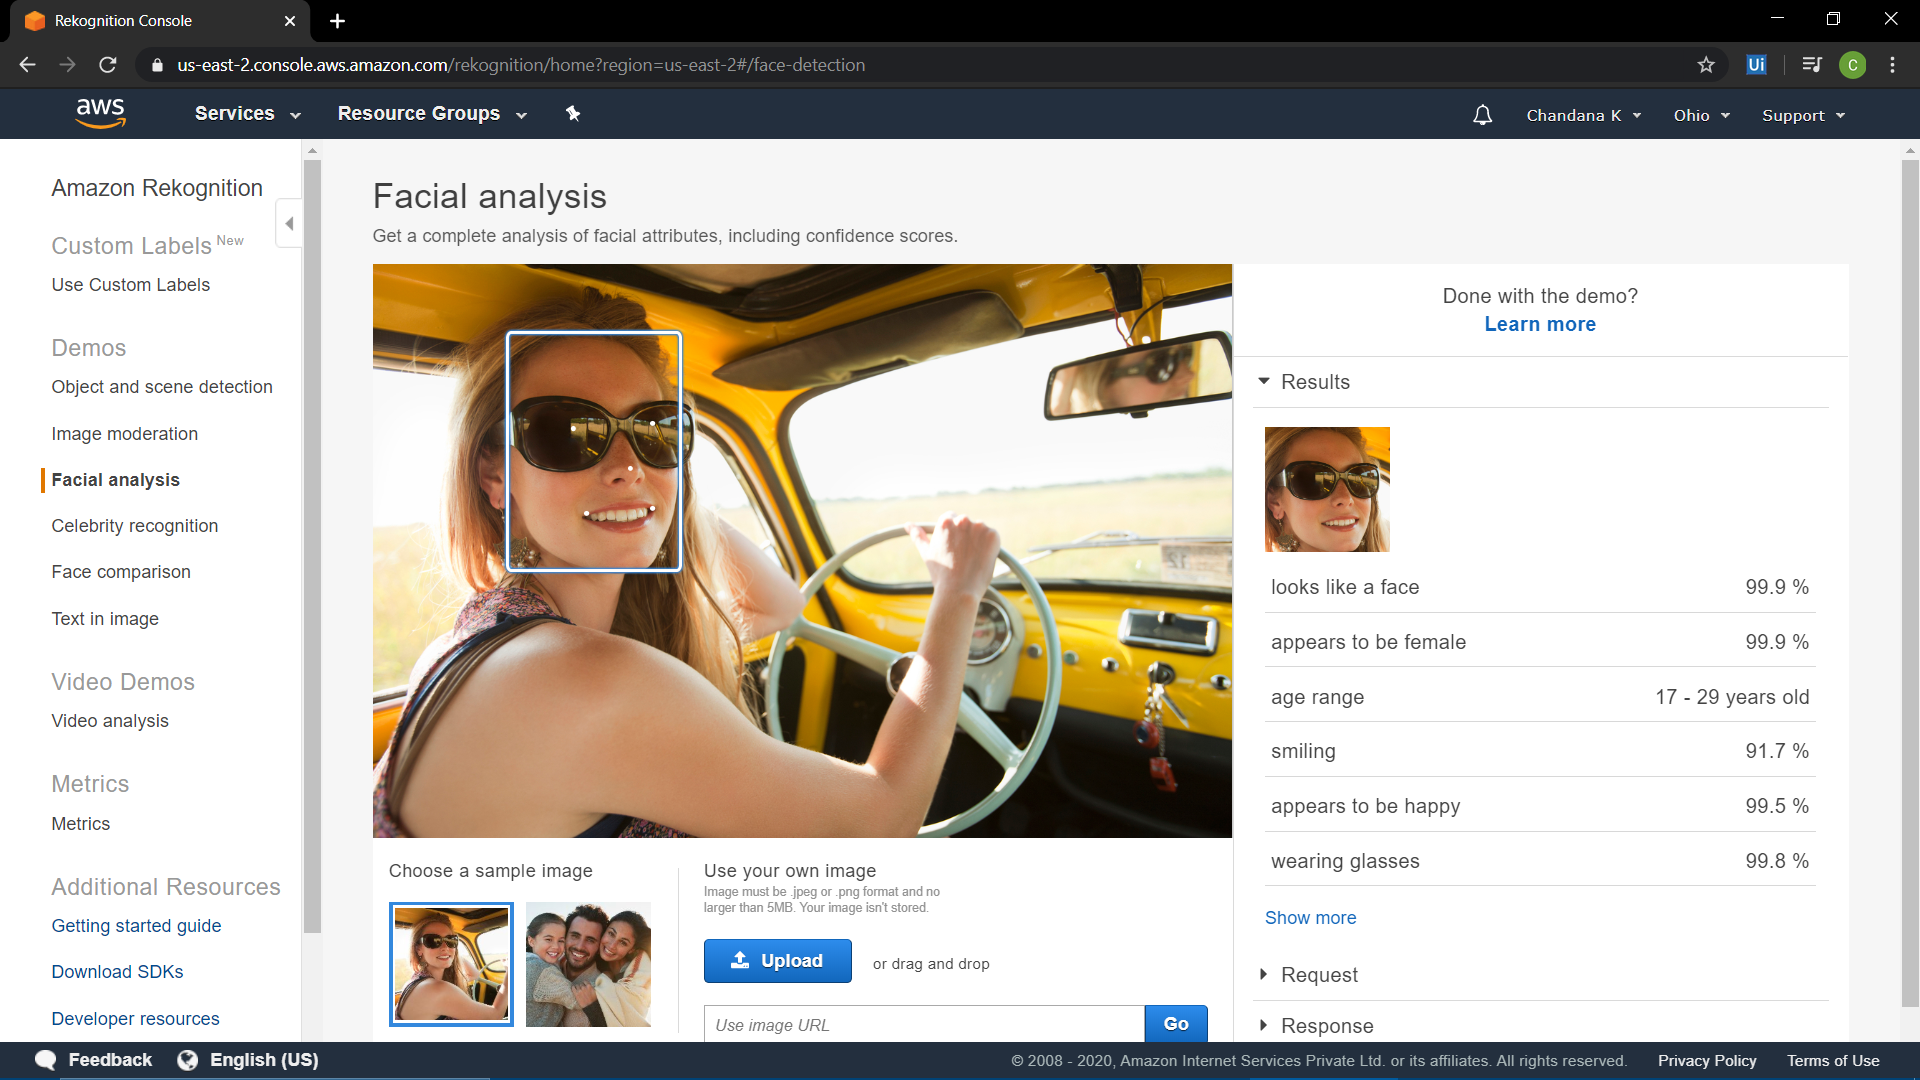 Rekognition Console
us-east-2.console.aws.amazon.com/rekognition/home?region=us-east-2#/face-detection
Ui
C
aws
Services
Resource Groups
Chandana K
Ohio
Support
Amazon Rekognition
Custom Labels New
Use Custom Labels
Demos
Object and scene detection
Image moderation
Facial analysis
Celebrity recognition
Face comparison
Text in image
Video Demos
Video analysis
Metrics
Metrics
Additional Resources
Getting started guide
Download SDKs
Developer resources
Facial analysis
Get a complete analysis of facial attributes, including confidence scores.
Choose a sample image
Use your own image
Image must be .jpeg or .png format and no
larger than 5MB. Your image isn't stored.
Upload
or drag and drop
Use image URL
Go
Done with the demo?
Learn more
Results
looks like a face 99.9 %
appears to be female 99.9 %
age range 17 - 29 years old
smiling 91.7 %
appears to be happy 99.5 %
wearing glasses 99.8 %
Show more
Request
Response
Feedback
English (US)
© 2008 - 2020, Amazon Internet Services Private Ltd. or its affiliates. All rights reserved.
Privacy Policy
Terms of Use